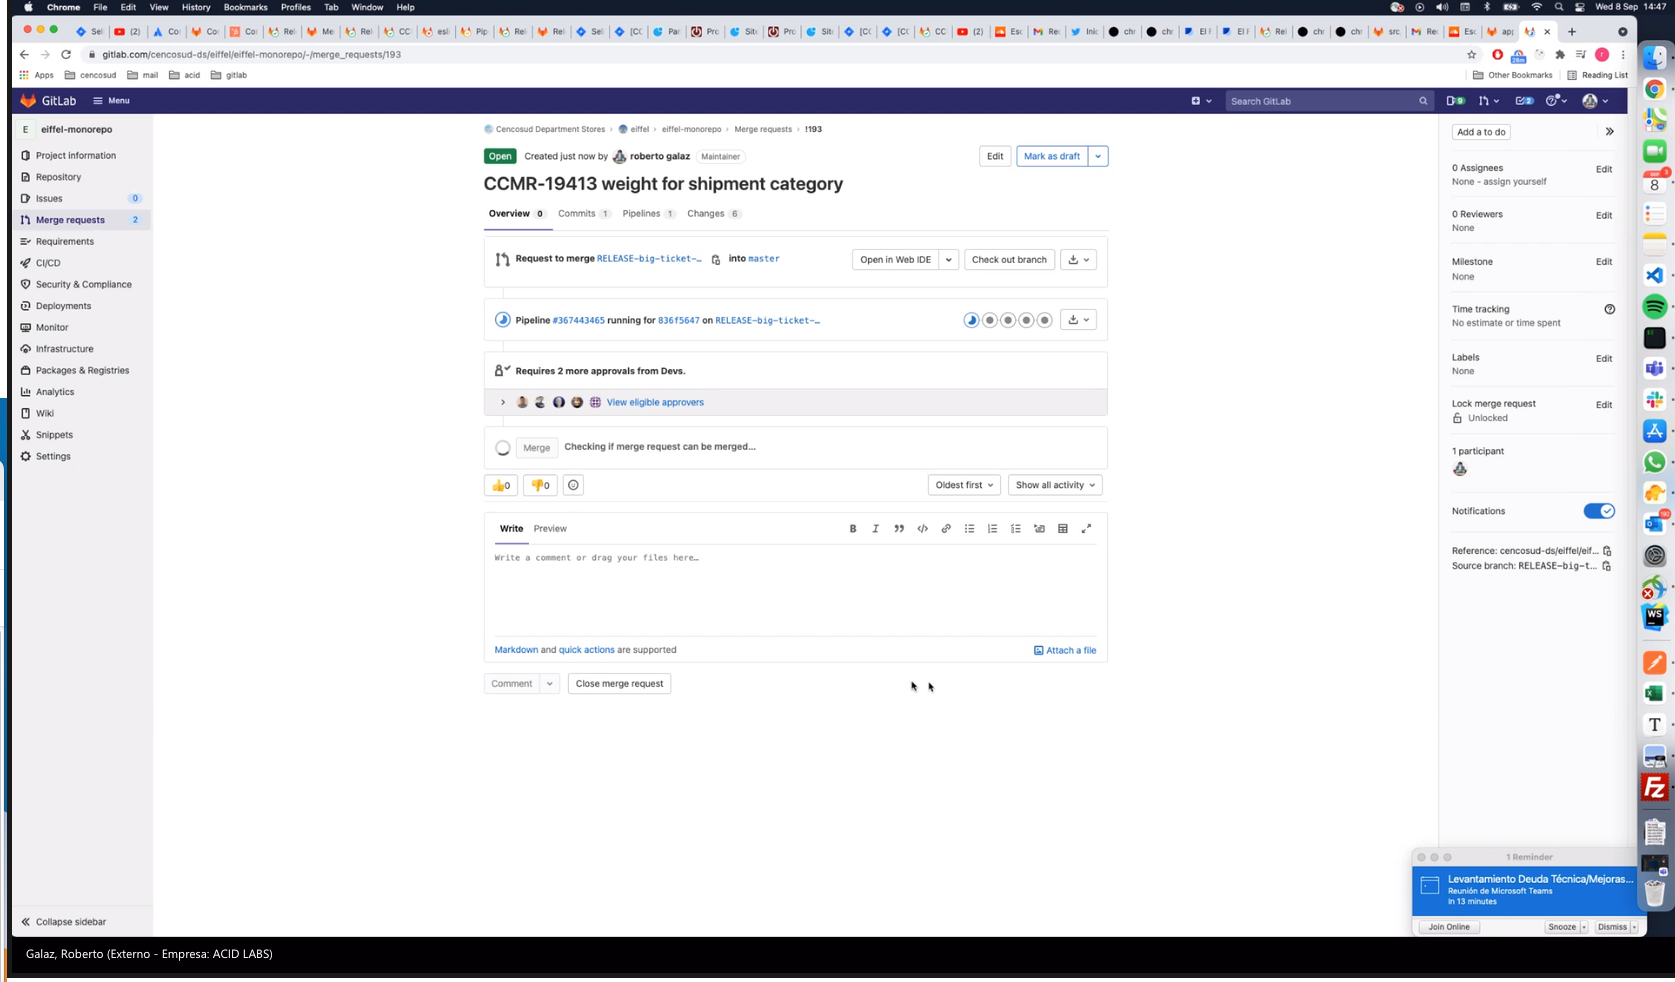 Chrome File Edit View History Bookmarks Profiles Tab Window Help
Wed 8 Sep 14:47
gitlab.com/cencosud-ds/eiffel/eiffel-monorepo/-/merge_requests/193
Apps cencosud mail acid gitlab
Other Bookmarks Reading List
GitLab Menu
Search GitLab
E eiffel-monorepo
Project information
Repository
Issues 0
Merge requests 2
Requirements
CI/CD
Security & Compliance
Deployments
Monitor
Infrastructure
Packages & Registries
Analytics
Wiki
Snippets
Settings
Collapse sidebar
Cencosud Department Stores › eiffel › eiffel-monorepo › Merge requests › !193
Open Created just now by roberto galaz Maintainer
Edit Mark as draft
CCMR-19413 weight for shipment category
Overview 0 Commits 1 Pipelines 1 Changes 6
Request to merge RELEASE-big-ticket-… into master
Open in Web IDE Check out branch
Pipeline #367443465 running for 836f5647 on RELEASE-big-ticket-…
Requires 2 more approvals from Devs.
View eligible approvers
Merge Checking if merge request can be merged…
0 0
Oldest first Show all activity
Write Preview
Write a comment or drag your files here…
Markdown and quick actions are supported
Attach a file
Comment Close merge request
Add a to do
0 Assignees Edit
None - assign yourself
0 Reviewers Edit
None
Milestone Edit
None
Time tracking
No estimate or time spent
Labels Edit
None
Lock merge request Edit
Unlocked
1 participant
Notifications
Reference: cencosud-ds/eiffel/eif…
Source branch: RELEASE-big-t…
1 Reminder
Levantamiento Deuda Técnica/Mejoras...
Reunión de Microsoft Teams
in 13 minutes
Join Online Snooze Dismiss
Galaz, Roberto (Externo - Empresa: ACID LABS)